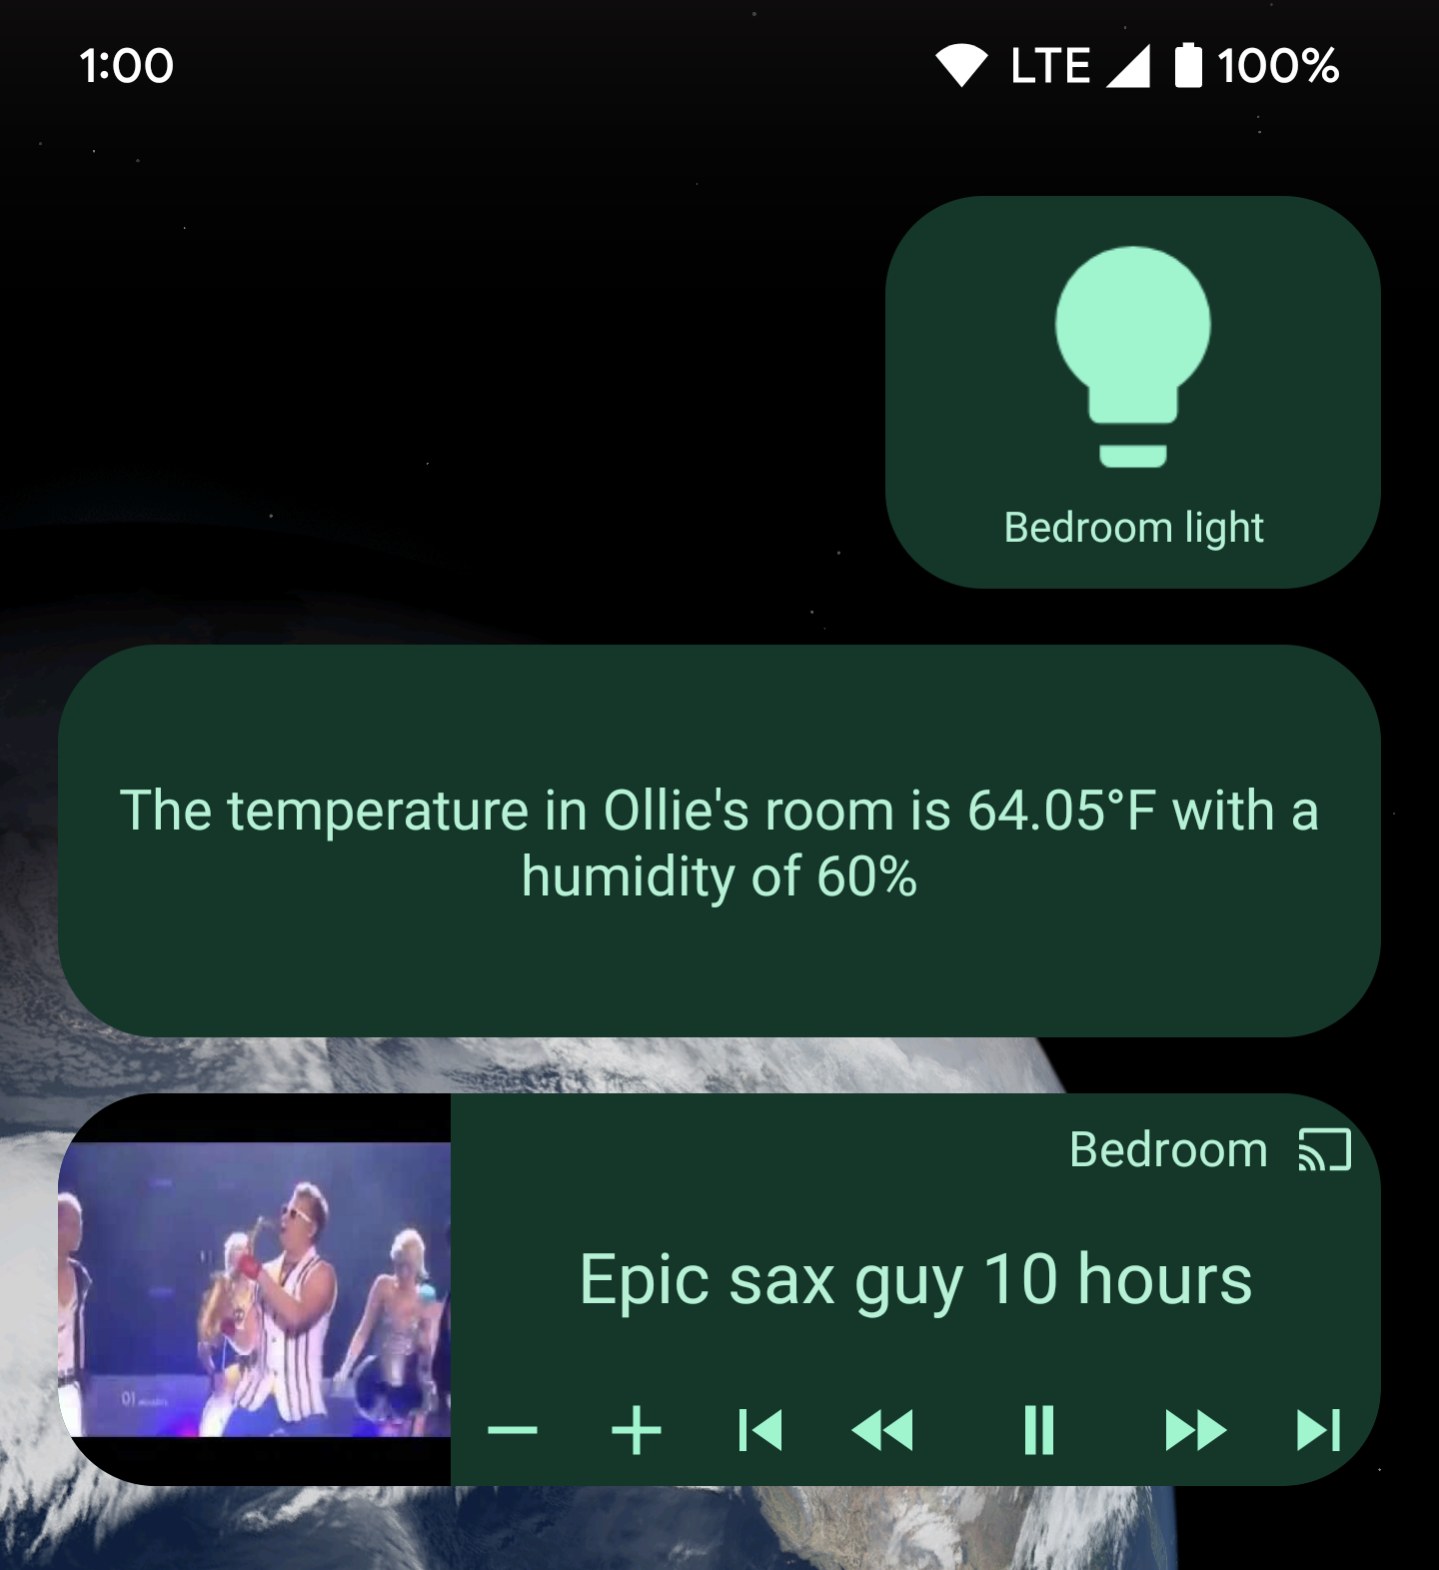 1:00 LTE 100%
Bedroom light
The temperature in Ollie's room is 64.05°F with a
humidity of 60%
Bedroom
Epic sax guy 10 hours
01